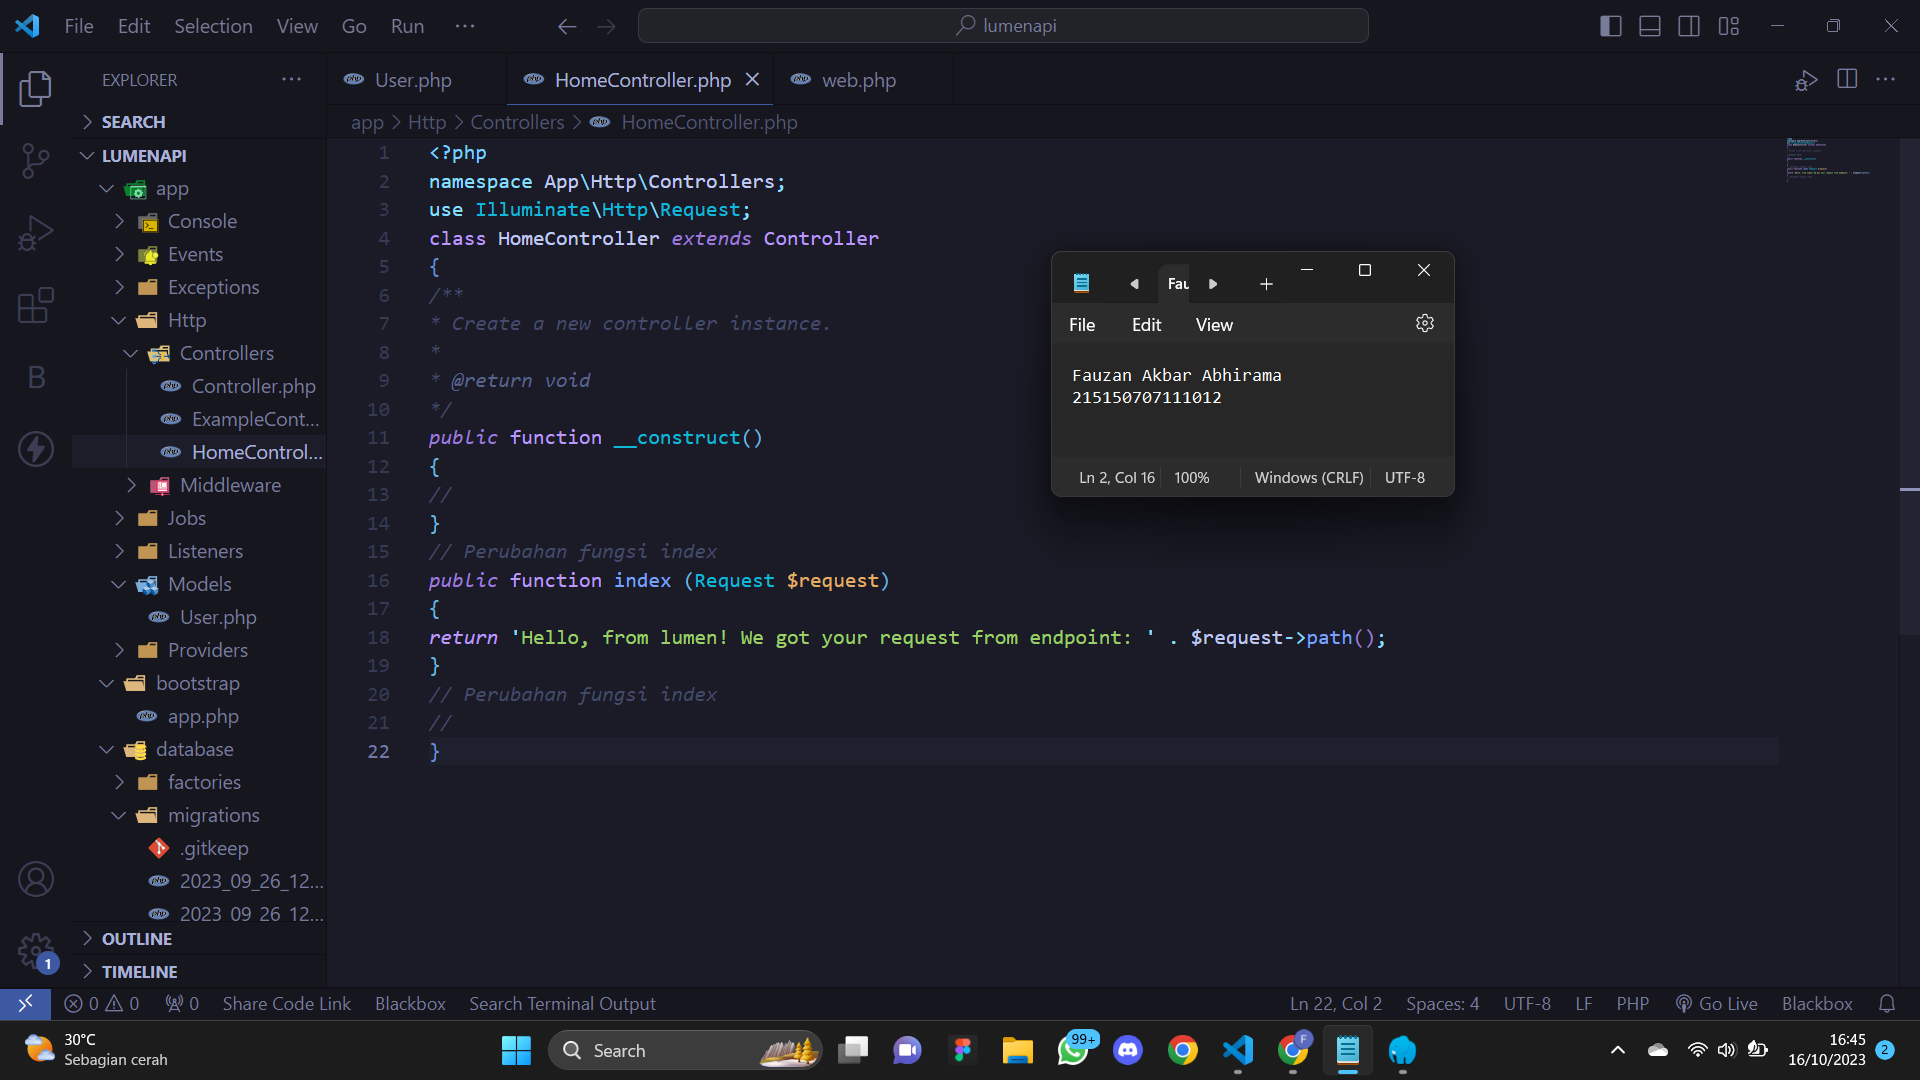 File Edit Selection View Go Run ···
lumenapi
EXPLORER
SEARCH
LUMENAPI
app
Console
Events
Exceptions
Http
Controllers
Controller.php
ExampleCont...
HomeControl...
Middleware
Jobs
Listeners
Models
User.php
Providers
bootstrap
app.php
database
factories
migrations
.gitkeep
2023_09_26_12...
2023_09_26_12...
OUTLINE
TIMELINE
User.php
HomeController.php
web.php
app > Http > Controllers > HomeController.php
1 <?php
2 namespace App\Http\Controllers;
3 use Illuminate\Http\Request;
4 class HomeController extends Controller
5 {
6 /**
7 * Create a new controller instance.
8 *
9 * @return void
10 */
11 public function __construct()
12 {
13 //
14 }
15 // Perubahan fungsi index
16 public function index (Request $request)
17 {
18 return 'Hello, from lumen! We got your request from endpoint: ' . $request->path();
19 }
20 // Perubahan fungsi index
21 //
22 }
Fau
File Edit View
Fauzan Akbar Abhirama
215150707111012
Ln 2, Col 16 100% Windows (CRLF) UTF-8
B
1
0 0 0 Share Code Link Blackbox Search Terminal Output
Ln 22, Col 2 Spaces: 4 UTF-8 LF PHP Go Live Blackbox
30°C
Sebagian cerah
Search
99+
F
16:45
16/10/2023
2